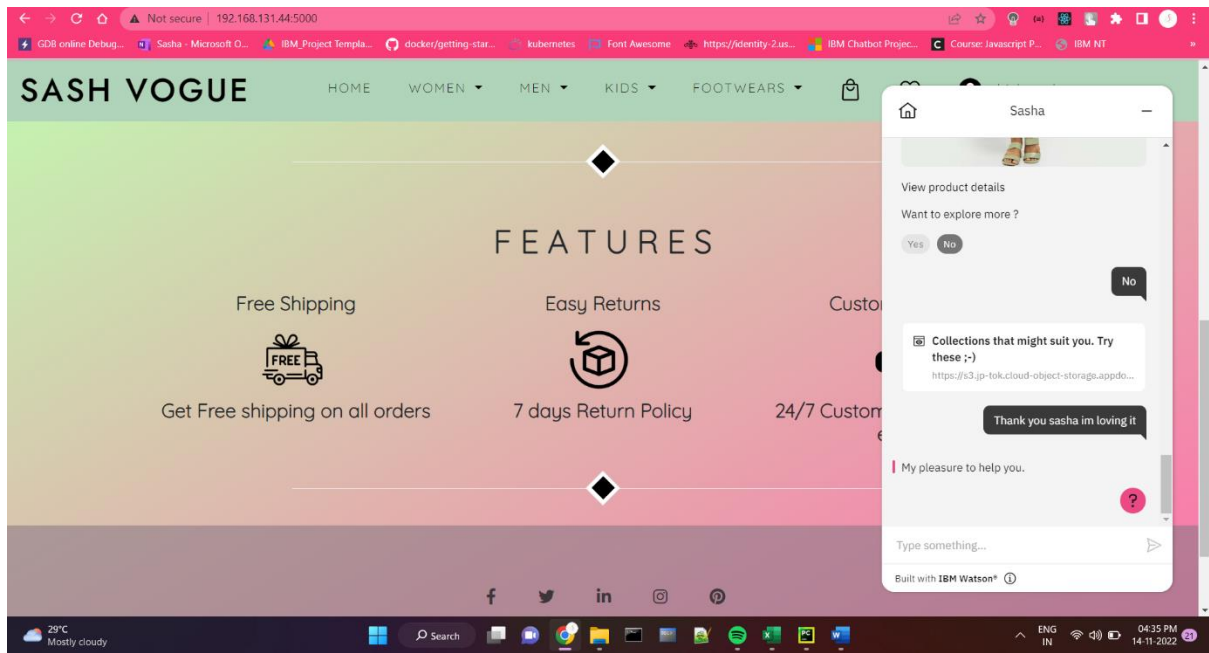 Not secure | 192.168.131.44:5000
GDB online Debug... Sasha - Microsoft O... IBM_Project Templa... docker/getting-star... kubernetes Font Awesome https://identity-2.us... IBM Chatbot Projec... Course: Javascript P... IBM NT »
SASH VOGUE HOME WOMEN MEN KIDS FOOTWEARS
Sasha
View product details
Want to explore more ?
Yes No
No
FEATURES
Free Shipping Easy Returns Custo
FREE
Get Free shipping on all orders 7 days Return Policy 24/7 Custom
Collections that might suit you. Try
these ;-)
https://s3.jp-tok.cloud-object-storage.appdo...
Thank you sasha im loving it
My pleasure to help you.
?
Type something...
Built with IBM Watson®
29°C
Mostly cloudy
Search
ENG
IN
04:35 PM
14-11-2022
21